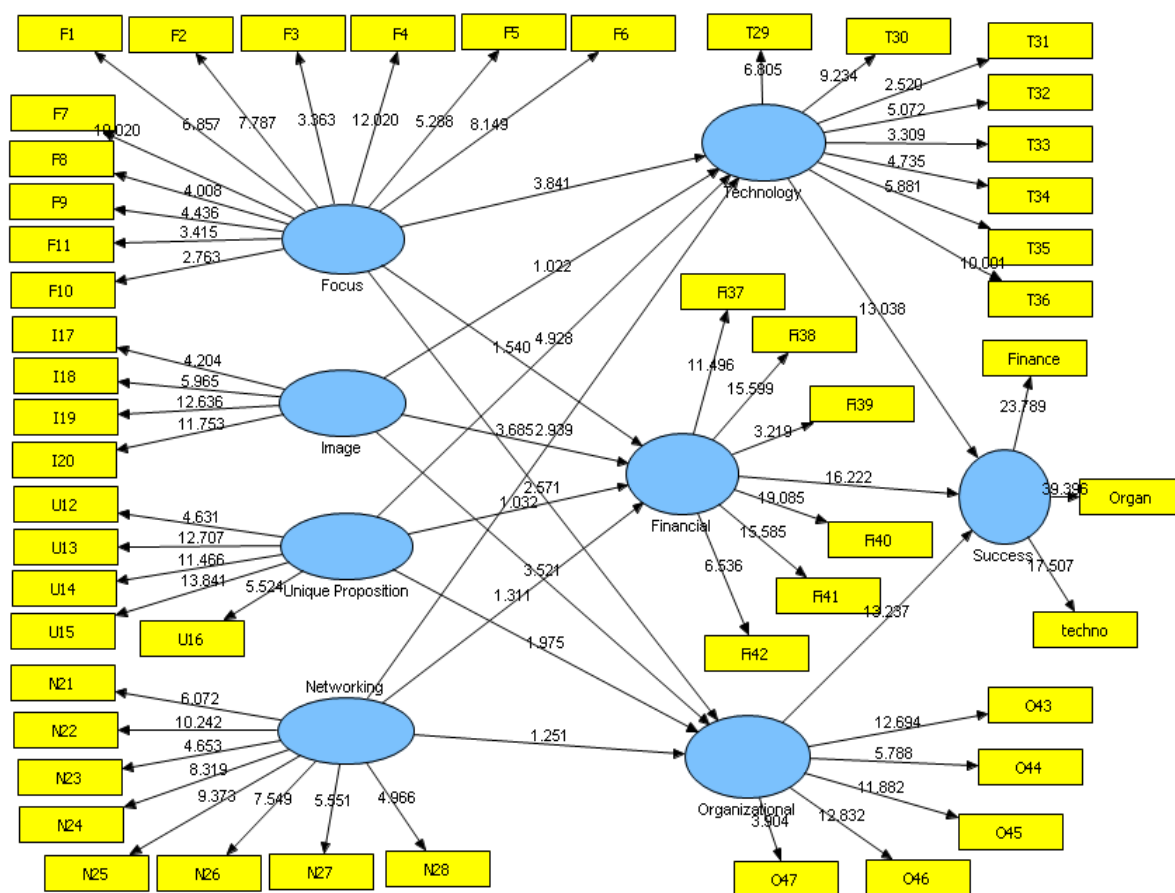 F1
F2
F3
F4
F5
F6
T29
T30
T31
T32
T33
T34
T35
T36
6.805
9.234
2.520
5.072
3.309
4.735
5.881
10.001
F7
F8
F9
F11
F10
10.020
6.857
7.787
3.363
12.020
5.288
8.149
4.008
4.436
3.415
2.763
Focus
Technology
3.841
1.022
4.928
1.540
13.038
I17
I18
I19
I20
4.204
5.965
12.636
11.753
Image
3.685
2.939
Fi37
Fi38
Fi39
Fi40
Fi41
Fi42
11.496
15.599
3.219
19.085
15.585
6.536
Financial
16.222
Finance
23.789
39.396
Organ
Success
17.507
techno
U12
U13
U14
U15
U16
4.631
12.707
11.466
13.841
5.524
Unique Proposition
2.571
1.032
3.521
1.311
1.975
13.237
Networking
N21
N22
N23
N24
N25
N26
N27
N28
6.072
10.242
4.653
8.319
9.373
7.549
5.551
4.966
1.251
Organizational
O43
O44
O45
O46
O47
12.694
5.788
11.882
12.832
3.904